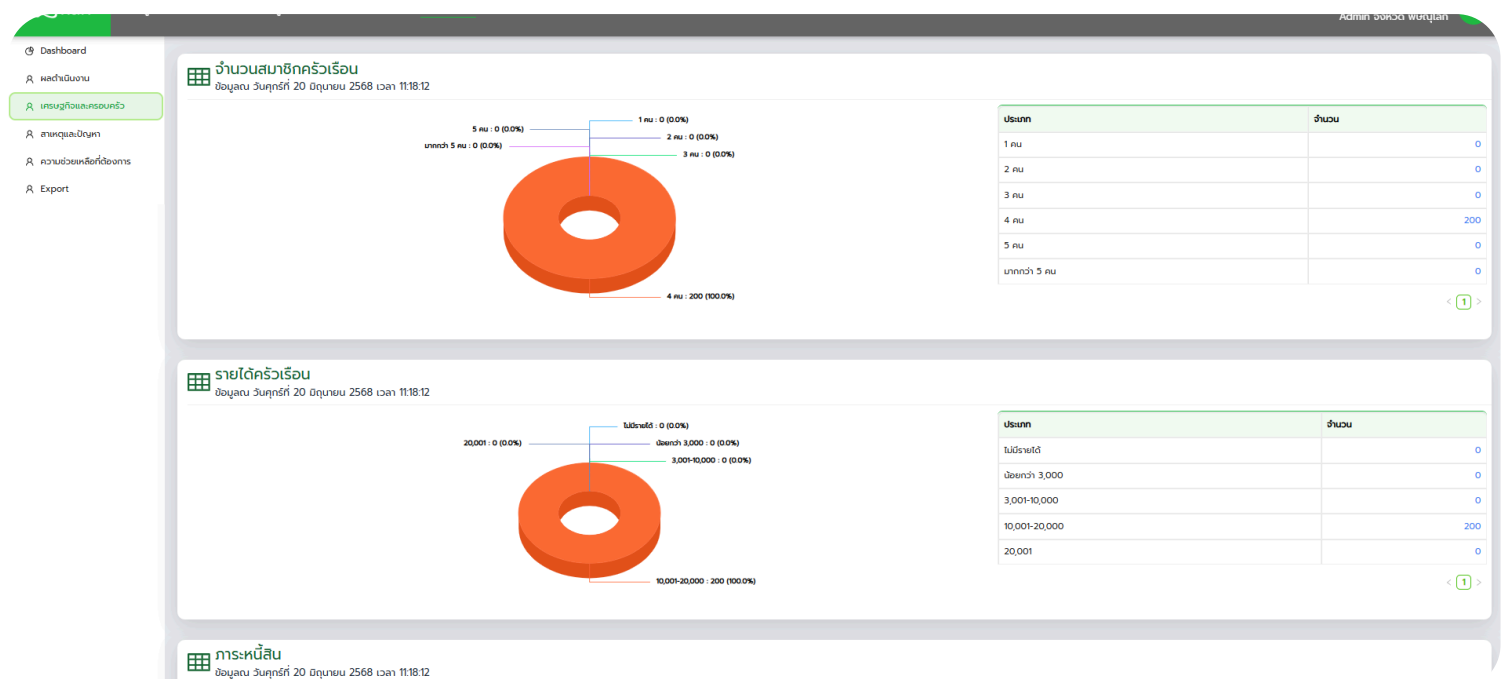 Admin จังหวัด พิษณุโลก
Dashboard
ผลดำเนินงาน
เศรษฐกิจและครอบครัว
สาเหตุและปัญหา
ความช่วยเหลือที่ต้องการ
Export
จำนวนสมาชิกครัวเรือน
ข้อมูลณ วันศุกร์ที่ 20 มิถุนายน 2568 เวลา 11:18:12
1 คน : 0 (0.0%)
5 คน : 0 (0.0%)
2 คน : 0 (0.0%)
มากกว่า 5 คน : 0 (0.0%)
3 คน : 0 (0.0%)
4 คน : 200 (100.0%)
ประเภท จำนวน
1 คน 0
2 คน 0
3 คน 0
4 คน 200
5 คน 0
มากกว่า 5 คน 0
< 1 >
รายได้ครัวเรือน
ข้อมูลณ วันศุกร์ที่ 20 มิถุนายน 2568 เวลา 11:18:12
ไม่มีรายได้ : 0 (0.0%)
20,001 : 0 (0.0%)
น้อยกว่า 3,000 : 0 (0.0%)
3,001-10,000 : 0 (0.0%)
10,001-20,000 : 200 (100.0%)
ประเภท จำนวน
ไม่มีรายได้ 0
น้อยกว่า 3,000 0
3,001-10,000 0
10,001-20,000 200
20,001 0
< 1 >
ภาระหนี้สิน
ข้อมูลณ วันศุกร์ที่ 20 มิถุนายน 2568 เวลา 11:18:12